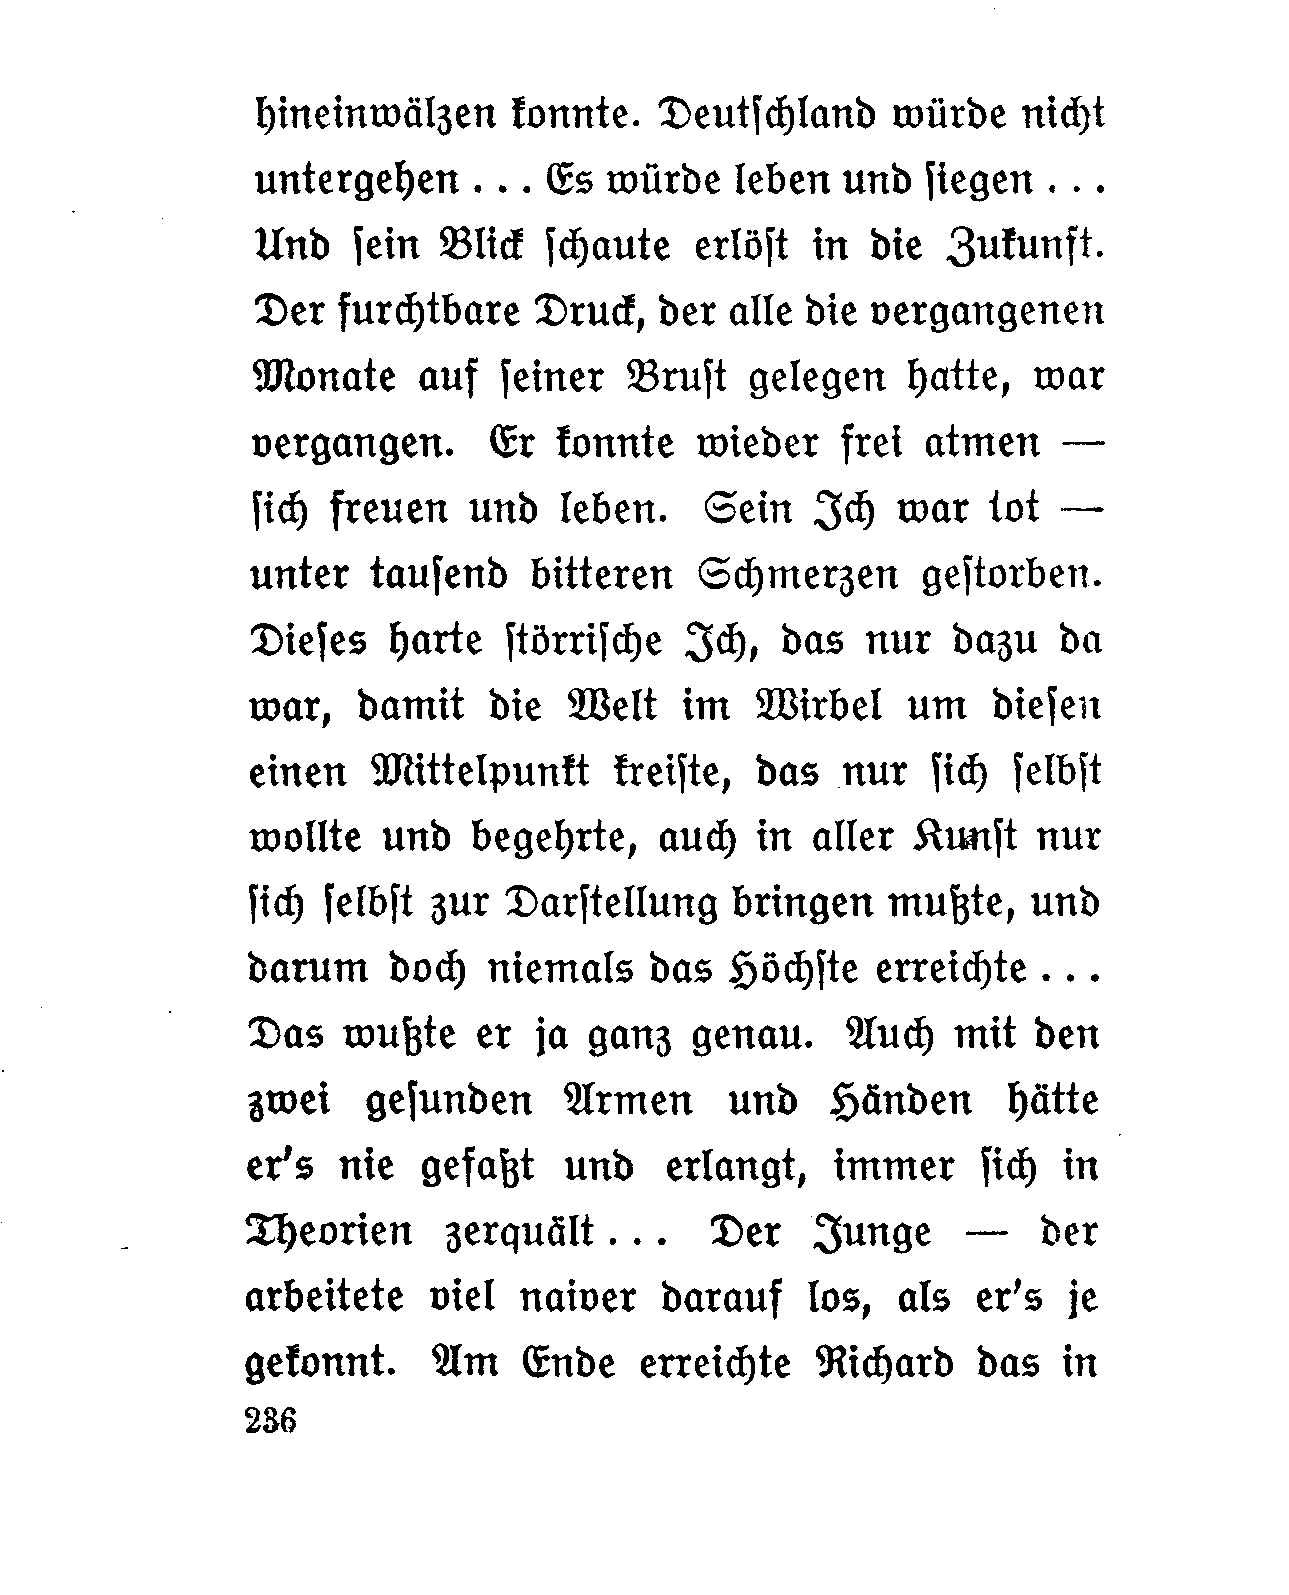 hineinwälzen konnte. Deutſchland würde nicht
untergehen . . . Es würde leben und ſiegen . . .
Und ſein Blick ſchaute erlöſt in die Zukunft.
Der furchtbare Druck, der alle die vergangenen
Monate auf ſeiner Bruſt gelegen hatte, war
vergangen. Er konnte wieder frei atmen —
ſich freuen und leben. Sein Ich war tot —
unter tauſend bitteren Schmerzen geſtorben.
Dieſes harte ſtörriſche Ich, das nur dazu da
war, damit die Welt im Wirbel um dieſen
einen Mittelpunkt kreiſte, das nur ſich ſelbſt
wollte und begehrte, auch in aller Kunſt nur
ſich ſelbſt zur Darſtellung bringen mußte, und
darum doch niemals das Höchſte erreichte . . .
Das wußte er ja ganz genau. Auch mit den
zwei geſunden Armen und Händen hätte
er's nie gefaßt und erlangt, immer ſich in
Theorien zerquält . . . Der Junge — der
arbeitete viel naiver darauf los, als er's je
gekonnt. Am Ende erreichte Richard das in
236